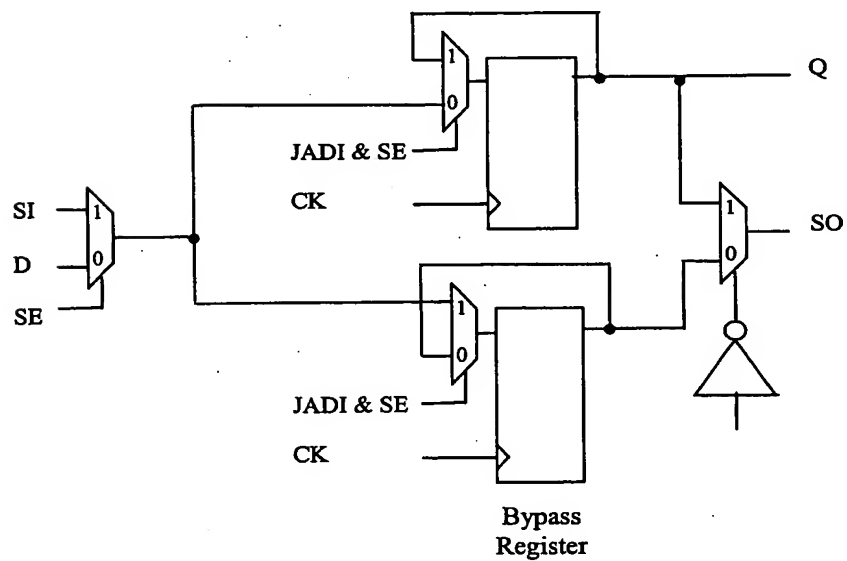 1
Q
0
JADI & SE
CK
SI
1
1
SO
D
0
0
SE
1
0
JADI & SE
CK
Bypass
Register